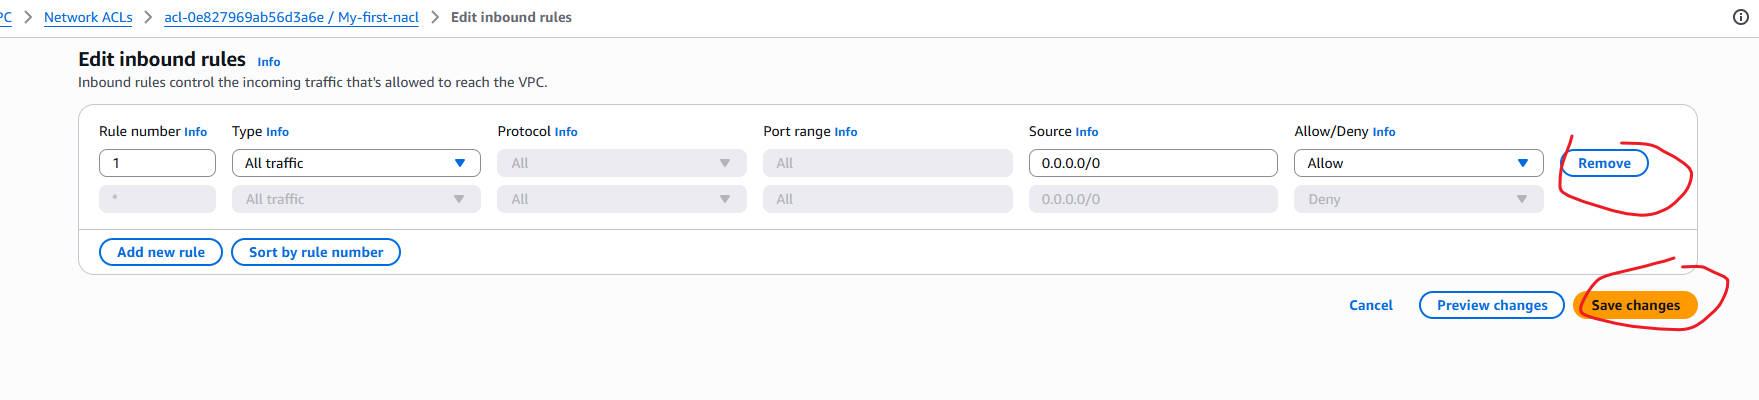 PC > Network ACLs > acl-0e827969ab56d3a6e / My-first-nacl > Edit inbound rules
Edit inbound rules Info
Inbound rules control the incoming traffic that's allowed to reach the VPC.
Rule number Info Type Info Protocol Info Port range Info Source Info Allow/Deny Info
1 All traffic All All 0.0.0.0/0 Allow Remove
* All traffic All All 0.0.0.0/0 Deny
Add new rule Sort by rule number
Cancel Preview changes Save changes